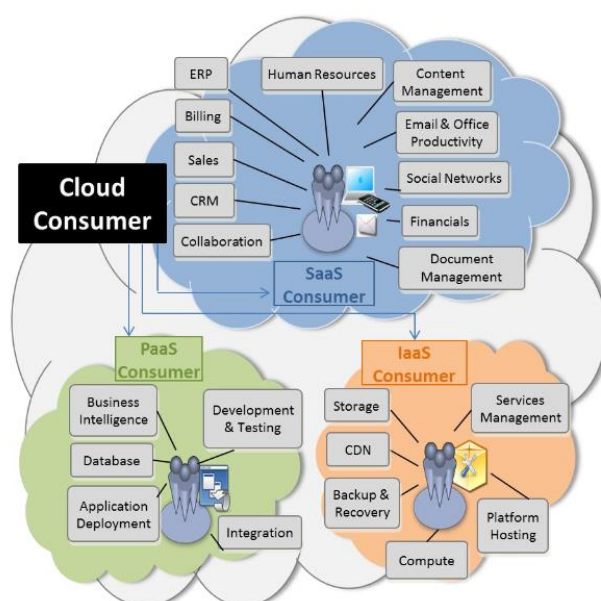 ERP
Human Resources
Content
Management
Billing
Email & Office
Productivity
Sales
Social Networks
Cloud
Consumer
CRM
Financials
Collaboration
Document
Management
SaaS
Consumer
PaaS
Consumer
IaaS
Consumer
Business
Intelligence
Development
& Testing
Database
Application
Deployment
Integration
Storage
Services
Management
CDN
Backup &
Recovery
Platform
Hosting
Compute